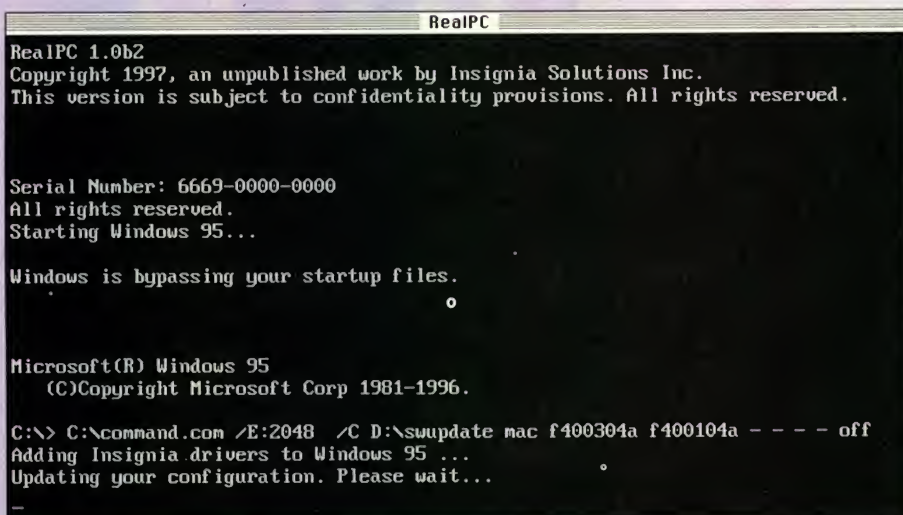 RealPC
RealPC 1.0b2
Copyright 1997, an unpublished work by Insignia Solutions Inc.
This version is subject to confidentiality provisions. All rights reserved.
Serial Number: 6669-0000-0000
All rights reserved.
Starting Windows 95...
Windows is bypassing your startup files.
Microsoft(R) Windows 95
(C)Copyright Microsoft Corp 1981-1996.
C:\> C:\command.com /E:2048 /C D:\swupdate mac f400304a f400104a - - - - off
Adding Insignia drivers to Windows 95 ...
Updating your configuration. Please wait...
_